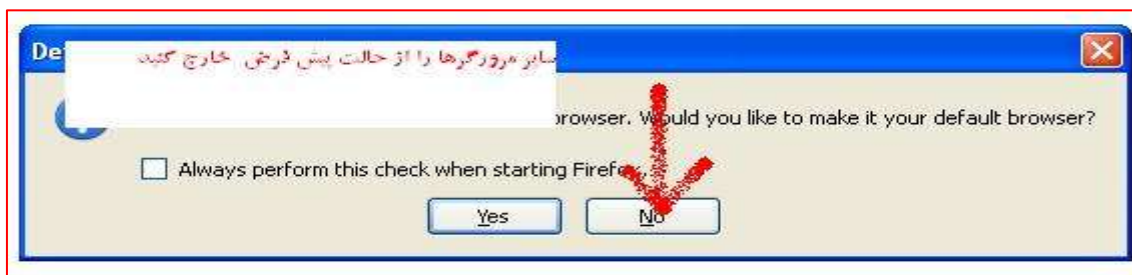 De
سایر مرورگرها را از حالت پیش فرض خارج کنید
browser. Would you like to make it your default browser?
Always perform this check when starting Firefox.
Yes
No